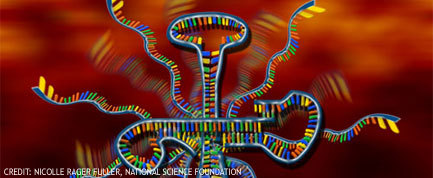 CREDIT: NICOLLE RAGER FULLER, NATIONAL SCIENCE FOUNDATION